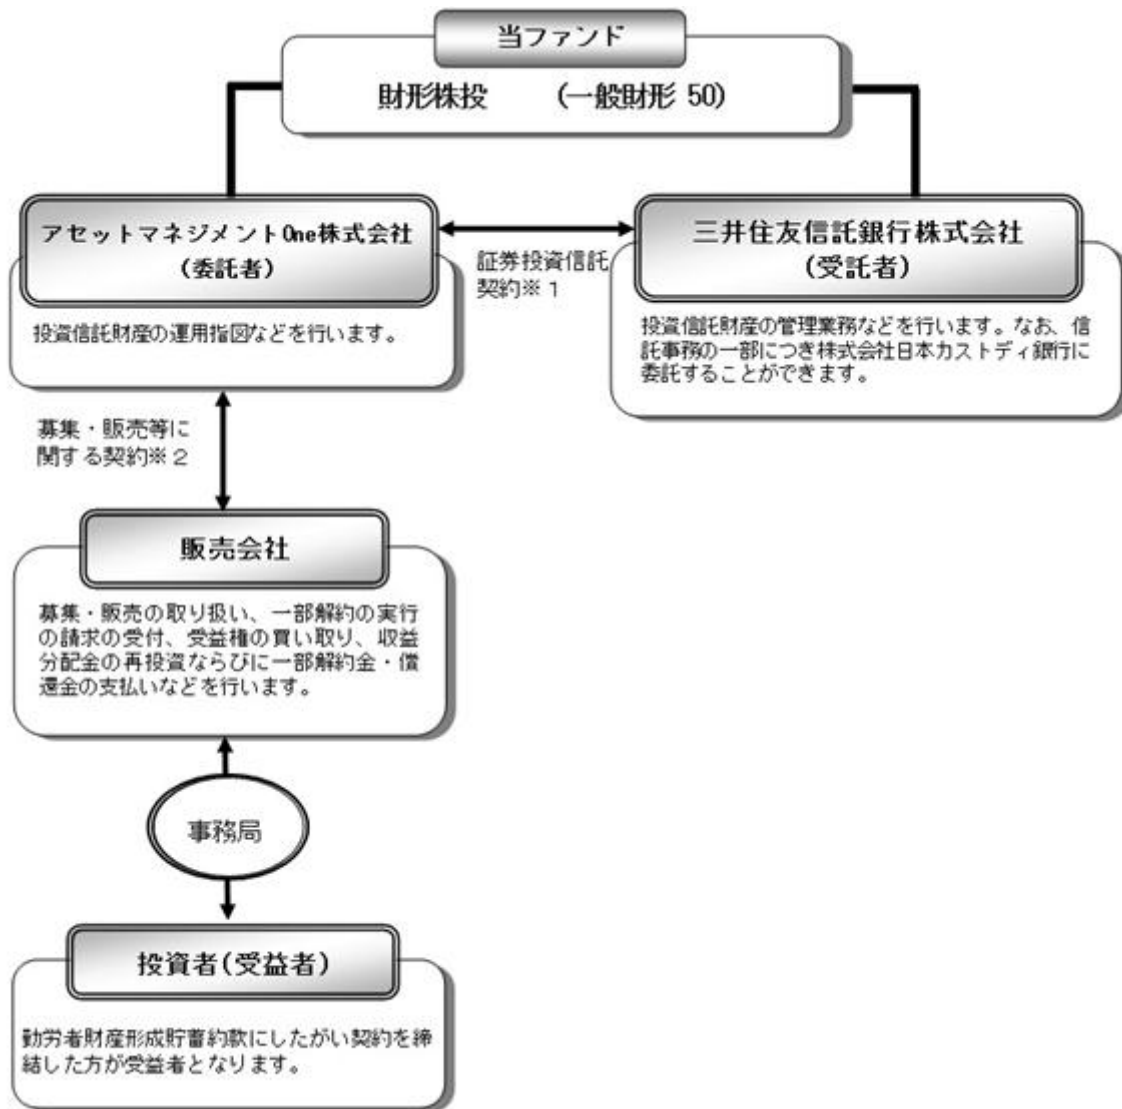 当ファンド
財形株投 (一般財形 50)
アセットマネジメントOne株式会社
(委託者)
投資信託財産の運用指図などを行います。
証券投資信託
契約※1
三井住友信託銀行株式会社
(受託者)
投資信託財産の管理業務などを行います。なお、信
託事務の一部につき株式会社日本カストディ銀行に
委託することができます。
募集・販売等に
関する契約※2
販売会社
募集・販売の取り扱い、一部解約の実行
の請求の受付、受益権の買い取り、収益
分配金の再投資ならびに一部解約金・償
還金の支払いなどを行います。
事務局
投資者(受益者)
勤労者財産形成貯蓄約款にしたがい契約を締
結した方が受益者となります。